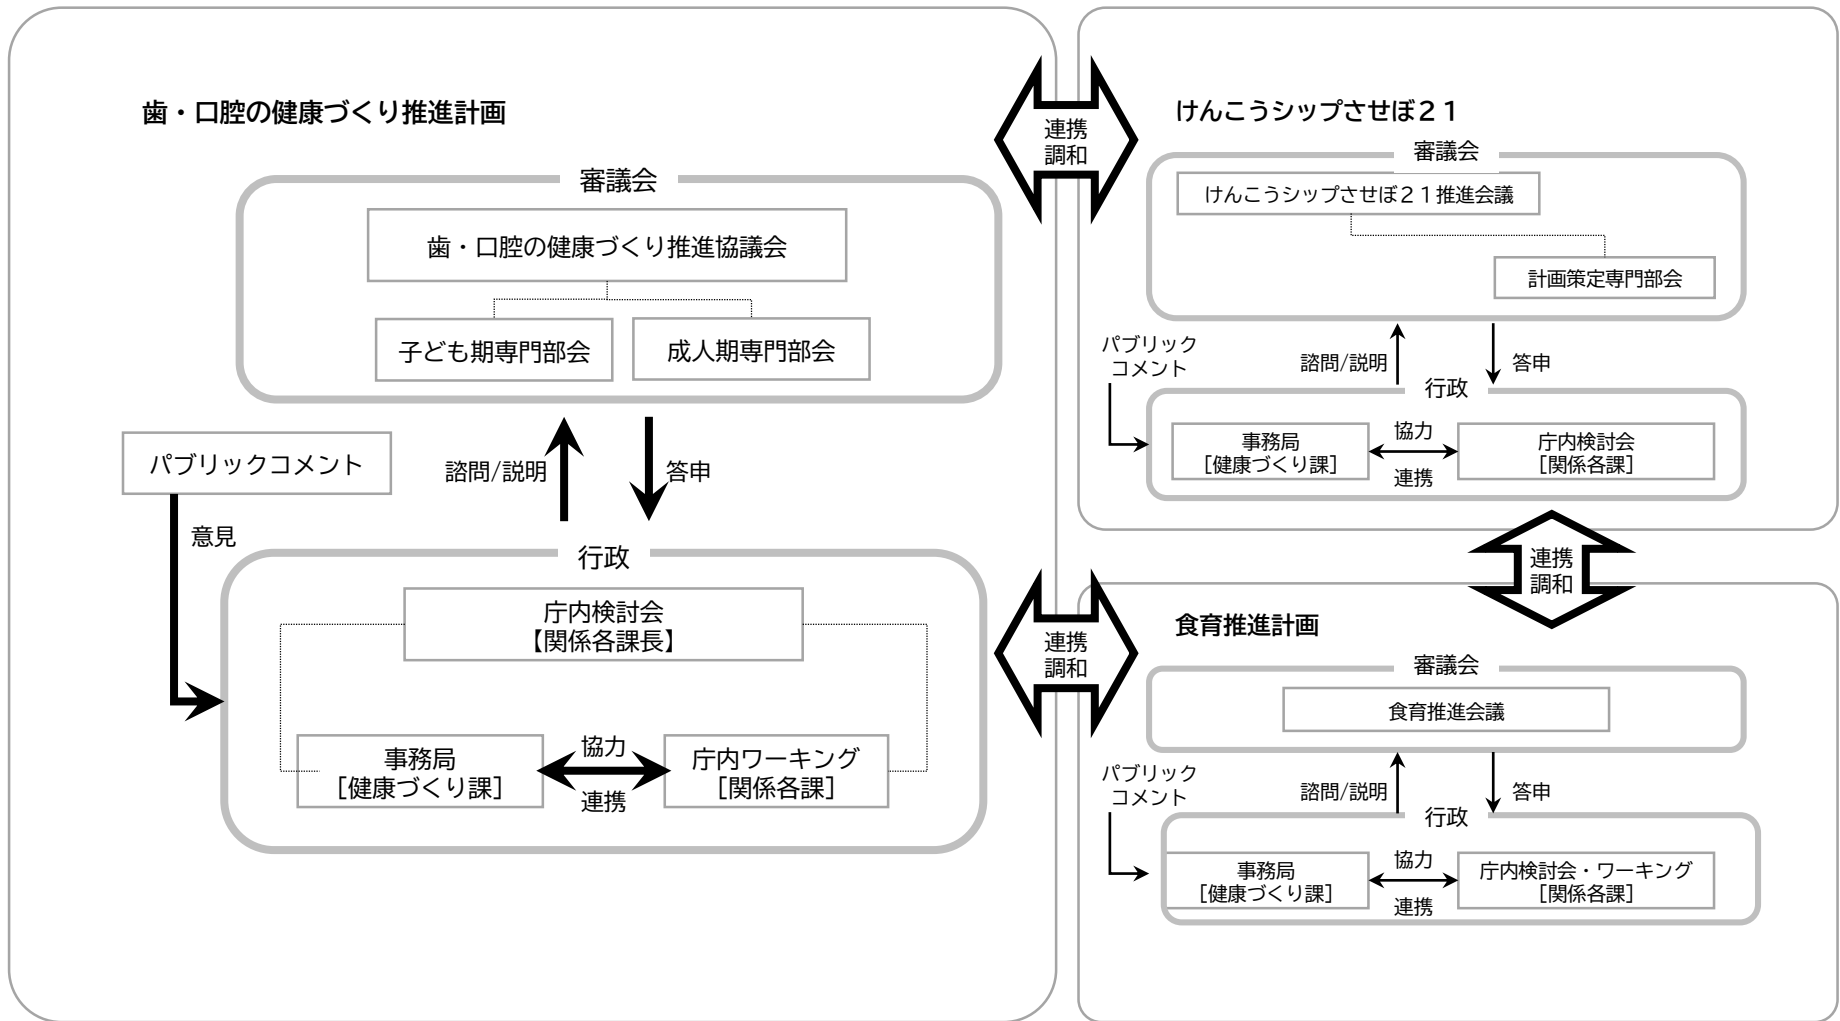 歯・口腔の健康づくり推進計画
審議会
歯・口腔の健康づくり推進協議会
子ども期専門部会
成人期専門部会
パブリックコメント
諮問/説明
答申
意見
行政
庁内検討会
【関係各課長】
事務局
[健康づくり課]
協力
連携
庁内ワーキング
[関係各課]
連携
調和
連携
調和
けんこうシップさせぼ２１
審議会
けんこうシップさせぼ２１推進会議
計画策定専門部会
パブリック
コメント
諮問/説明
答申
行政
事務局
[健康づくり課]
協力
連携
庁内検討会
[関係各課]
連携
調和
食育推進計画
審議会
食育推進会議
パブリック
コメント
諮問/説明
答申
行政
事務局
[健康づくり課]
協力
連携
庁内検討会・ワーキング
[関係各課]